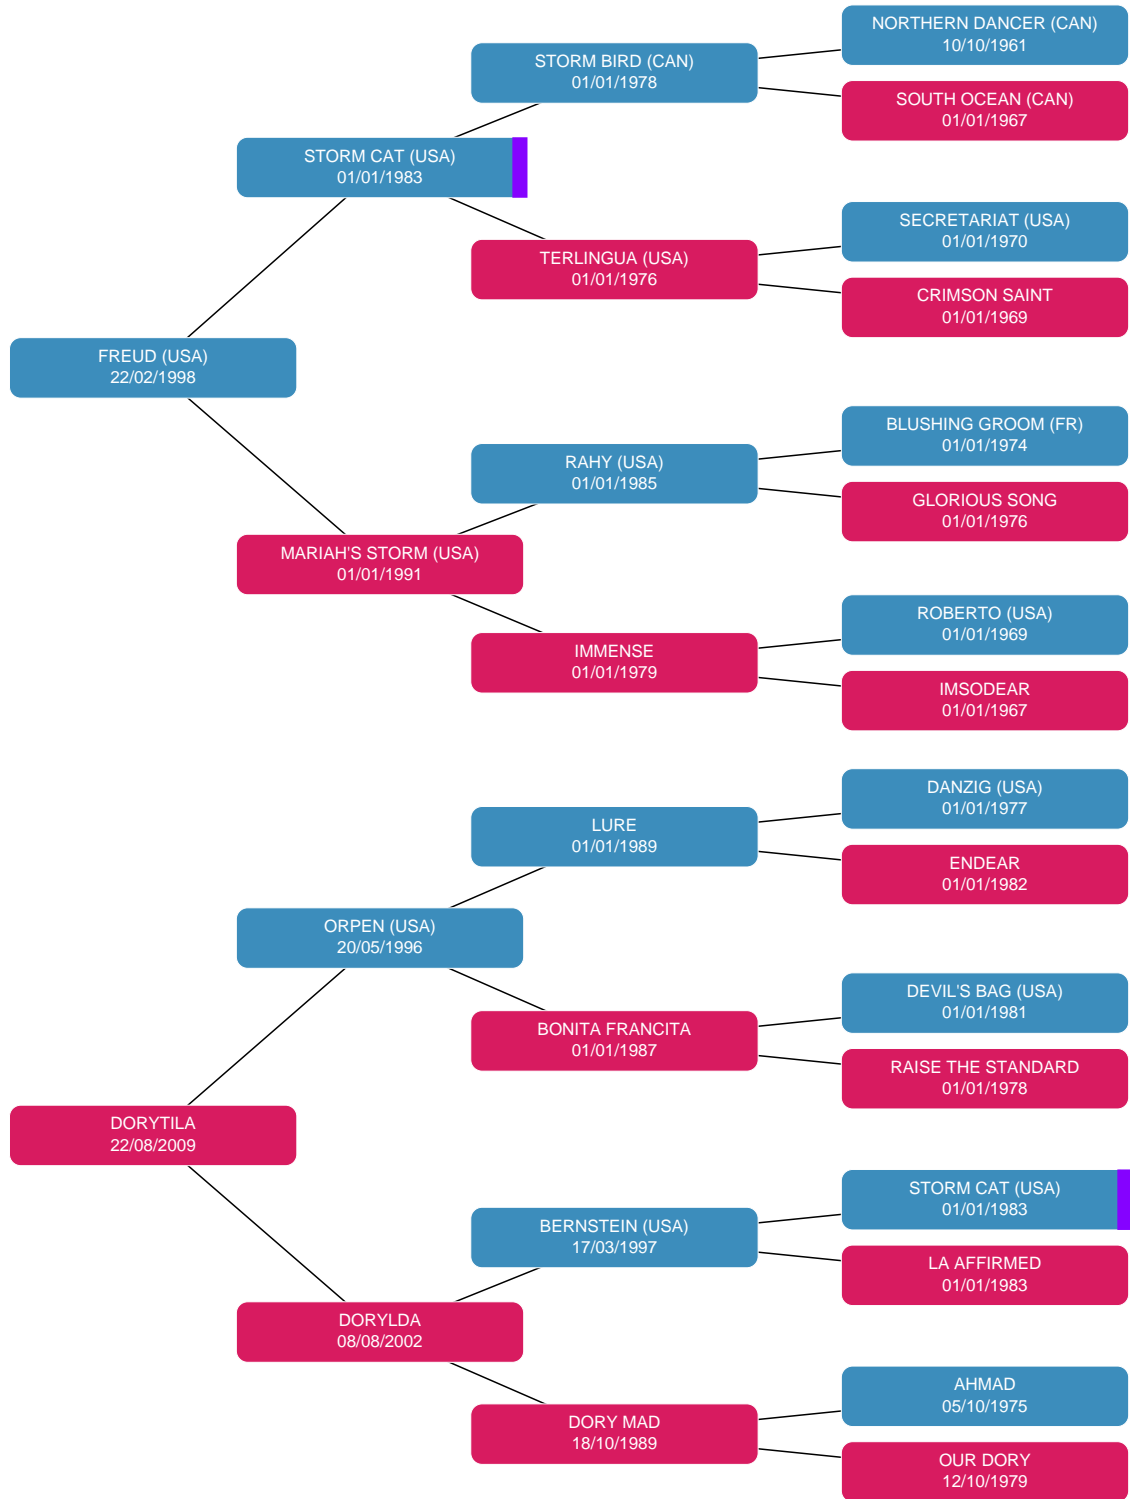 NORTHERN DANCER (CAN)
10/10/1961
STORM BIRD (CAN)
01/01/1978
SOUTH OCEAN (CAN)
01/01/1967
STORM CAT (USA)
01/01/1983
SECRETARIAT (USA)
01/01/1970
TERLINGUA (USA)
01/01/1976
CRIMSON SAINT
01/01/1969
FREUD (USA)
22/02/1998
BLUSHING GROOM (FR)
01/01/1974
RAHY (USA)
01/01/1985
GLORIOUS SONG
01/01/1976
MARIAH'S STORM (USA)
01/01/1991
ROBERTO (USA)
01/01/1969
IMMENSE
01/01/1979
IMSODEAR
01/01/1967
DANZIG (USA)
01/01/1977
LURE
01/01/1989
ENDEAR
01/01/1982
ORPEN (USA)
20/05/1996
DEVIL'S BAG (USA)
01/01/1981
BONITA FRANCITA
01/01/1987
RAISE THE STANDARD
01/01/1978
DORYTILA
22/08/2009
STORM CAT (USA)
01/01/1983
BERNSTEIN (USA)
17/03/1997
LA AFFIRMED
01/01/1983
DORYLDA
08/08/2002
AHMAD
05/10/1975
DORY MAD
18/10/1989
OUR DORY
12/10/1979